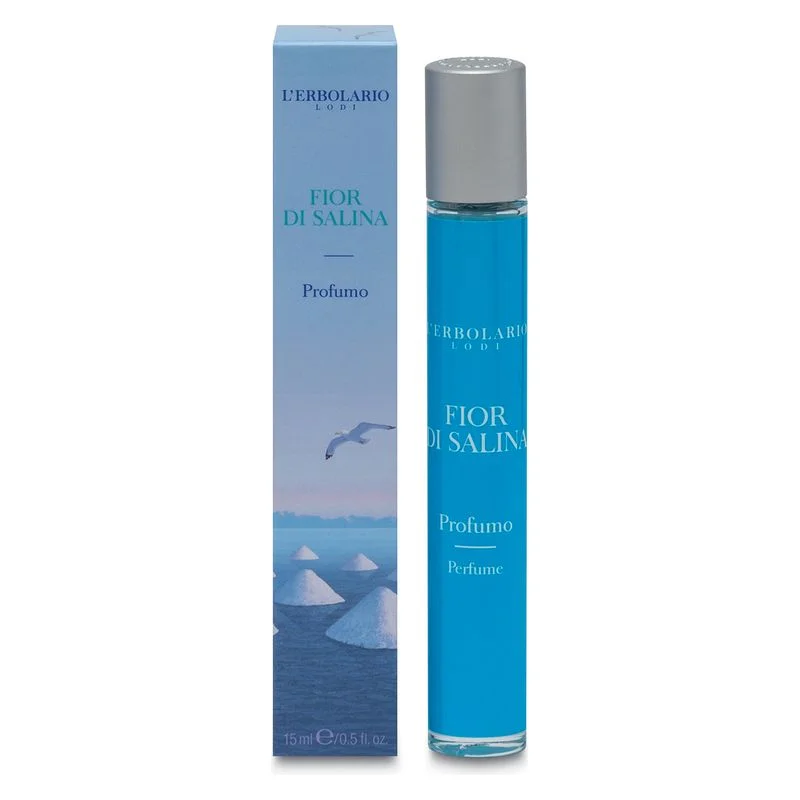 L'ERBOLARIO
LODI
FIOR
DI SALINA
Profumo
15 ml e/0.5 fl. oz.
L'ERBOLARIO
LODI
FIOR
DI SALINA
Profumo
Perfume